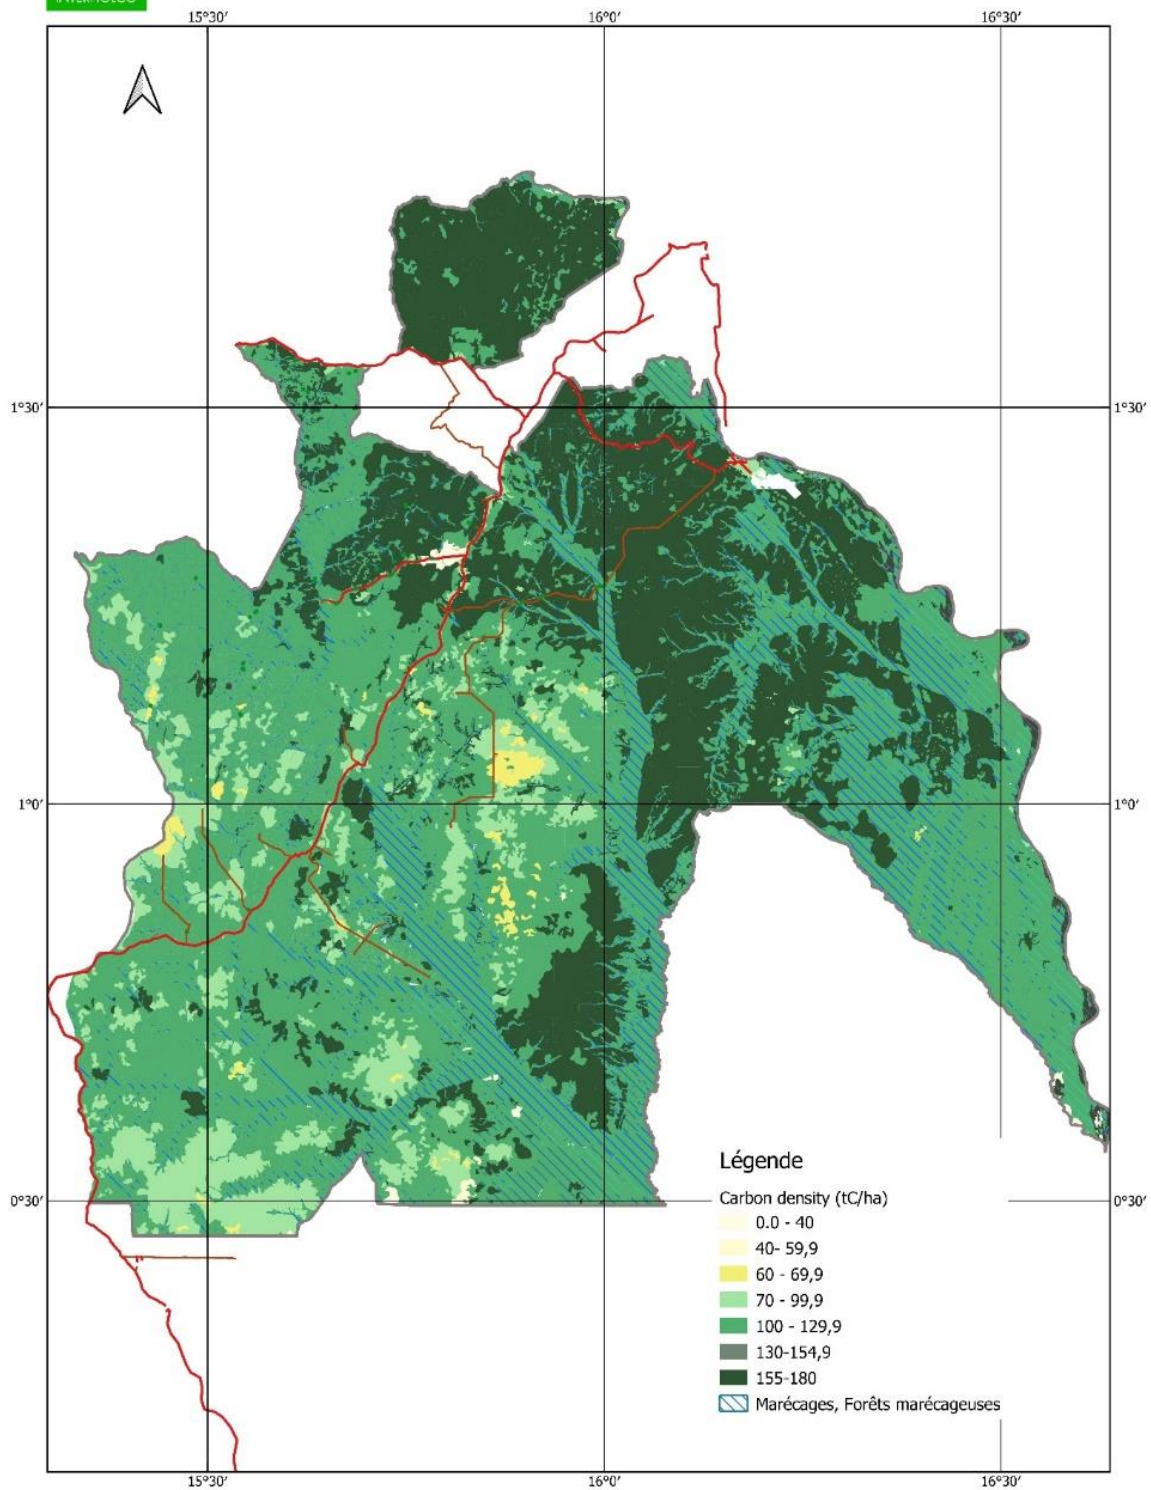 15°30′ 16°0′ 16°30′
1°30′ 1°30′
1°0′ 1°0′
Légende
Carbon density (tC/ha)
0°30′ 0°30′
0.0 - 40
40- 59,9
60 - 69,9
70 - 99,9
100 - 129,9
130-154,9
155-180
Marécages, Forêts marécageuses
15°30′ 16°0′ 16°30′